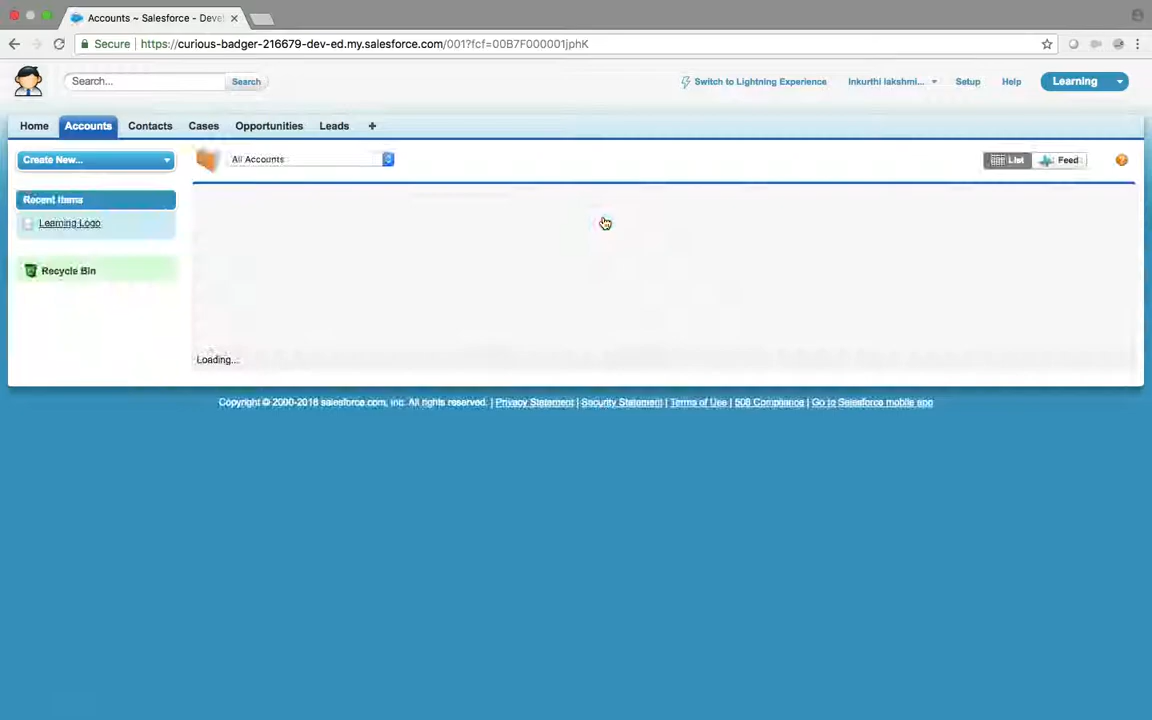 Accounts ~ Salesforce - Deve
Secure | https://curious-badger-216679-dev-ed.my.salesforce.com/001?fcf=00B7F000001jphK
Search... Search Switch to Lightning Experience Inkurthi lakshmi... Setup Help Learning
Home Accounts Contacts Cases Opportunities Leads +
Create New... All Accounts List Feed ?
Recent Items
Learning Logo
Recycle Bin
Loading...
Copyright © 2000-2018 salesforce.com, inc. All rights reserved. | Privacy Statement | Security Statement | Terms of Use | 508 Compliance | Go to Salesforce mobile app